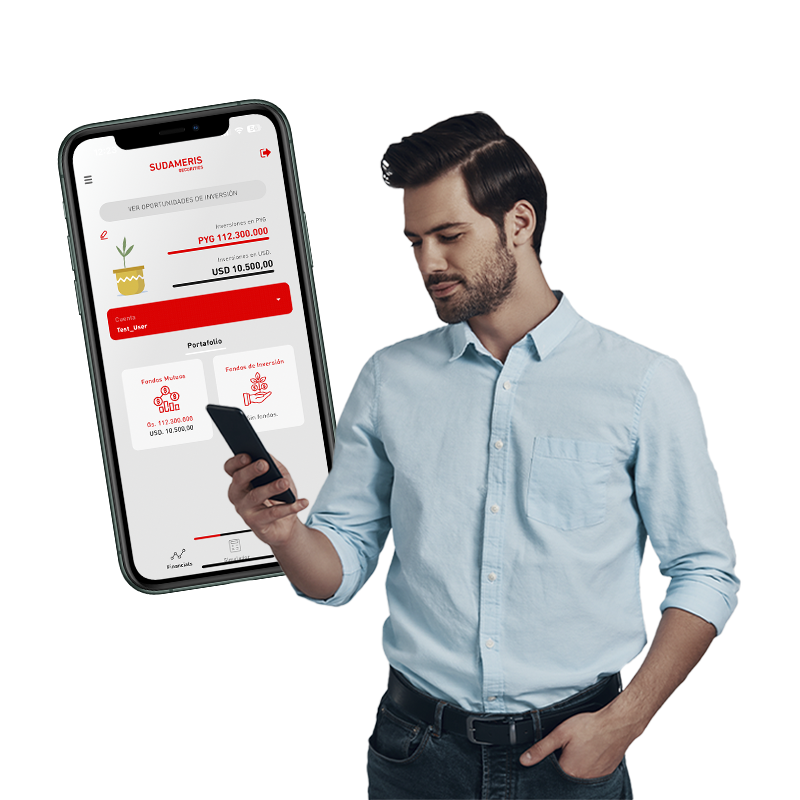 SUDAMERIS
SECURITIES
VER OPORTUNIDADES DE INVERSIÓN
Inversiones en PYG.
PYG 112.300.000
Inversiones en USD.
USD 10.500,00
Cuenta
Test_User
Portafolio
Fondos Mutuos
Gs. 112.300.000
USD. 10.500,00
Fondos de Inversión
Sin fondos.
Financials